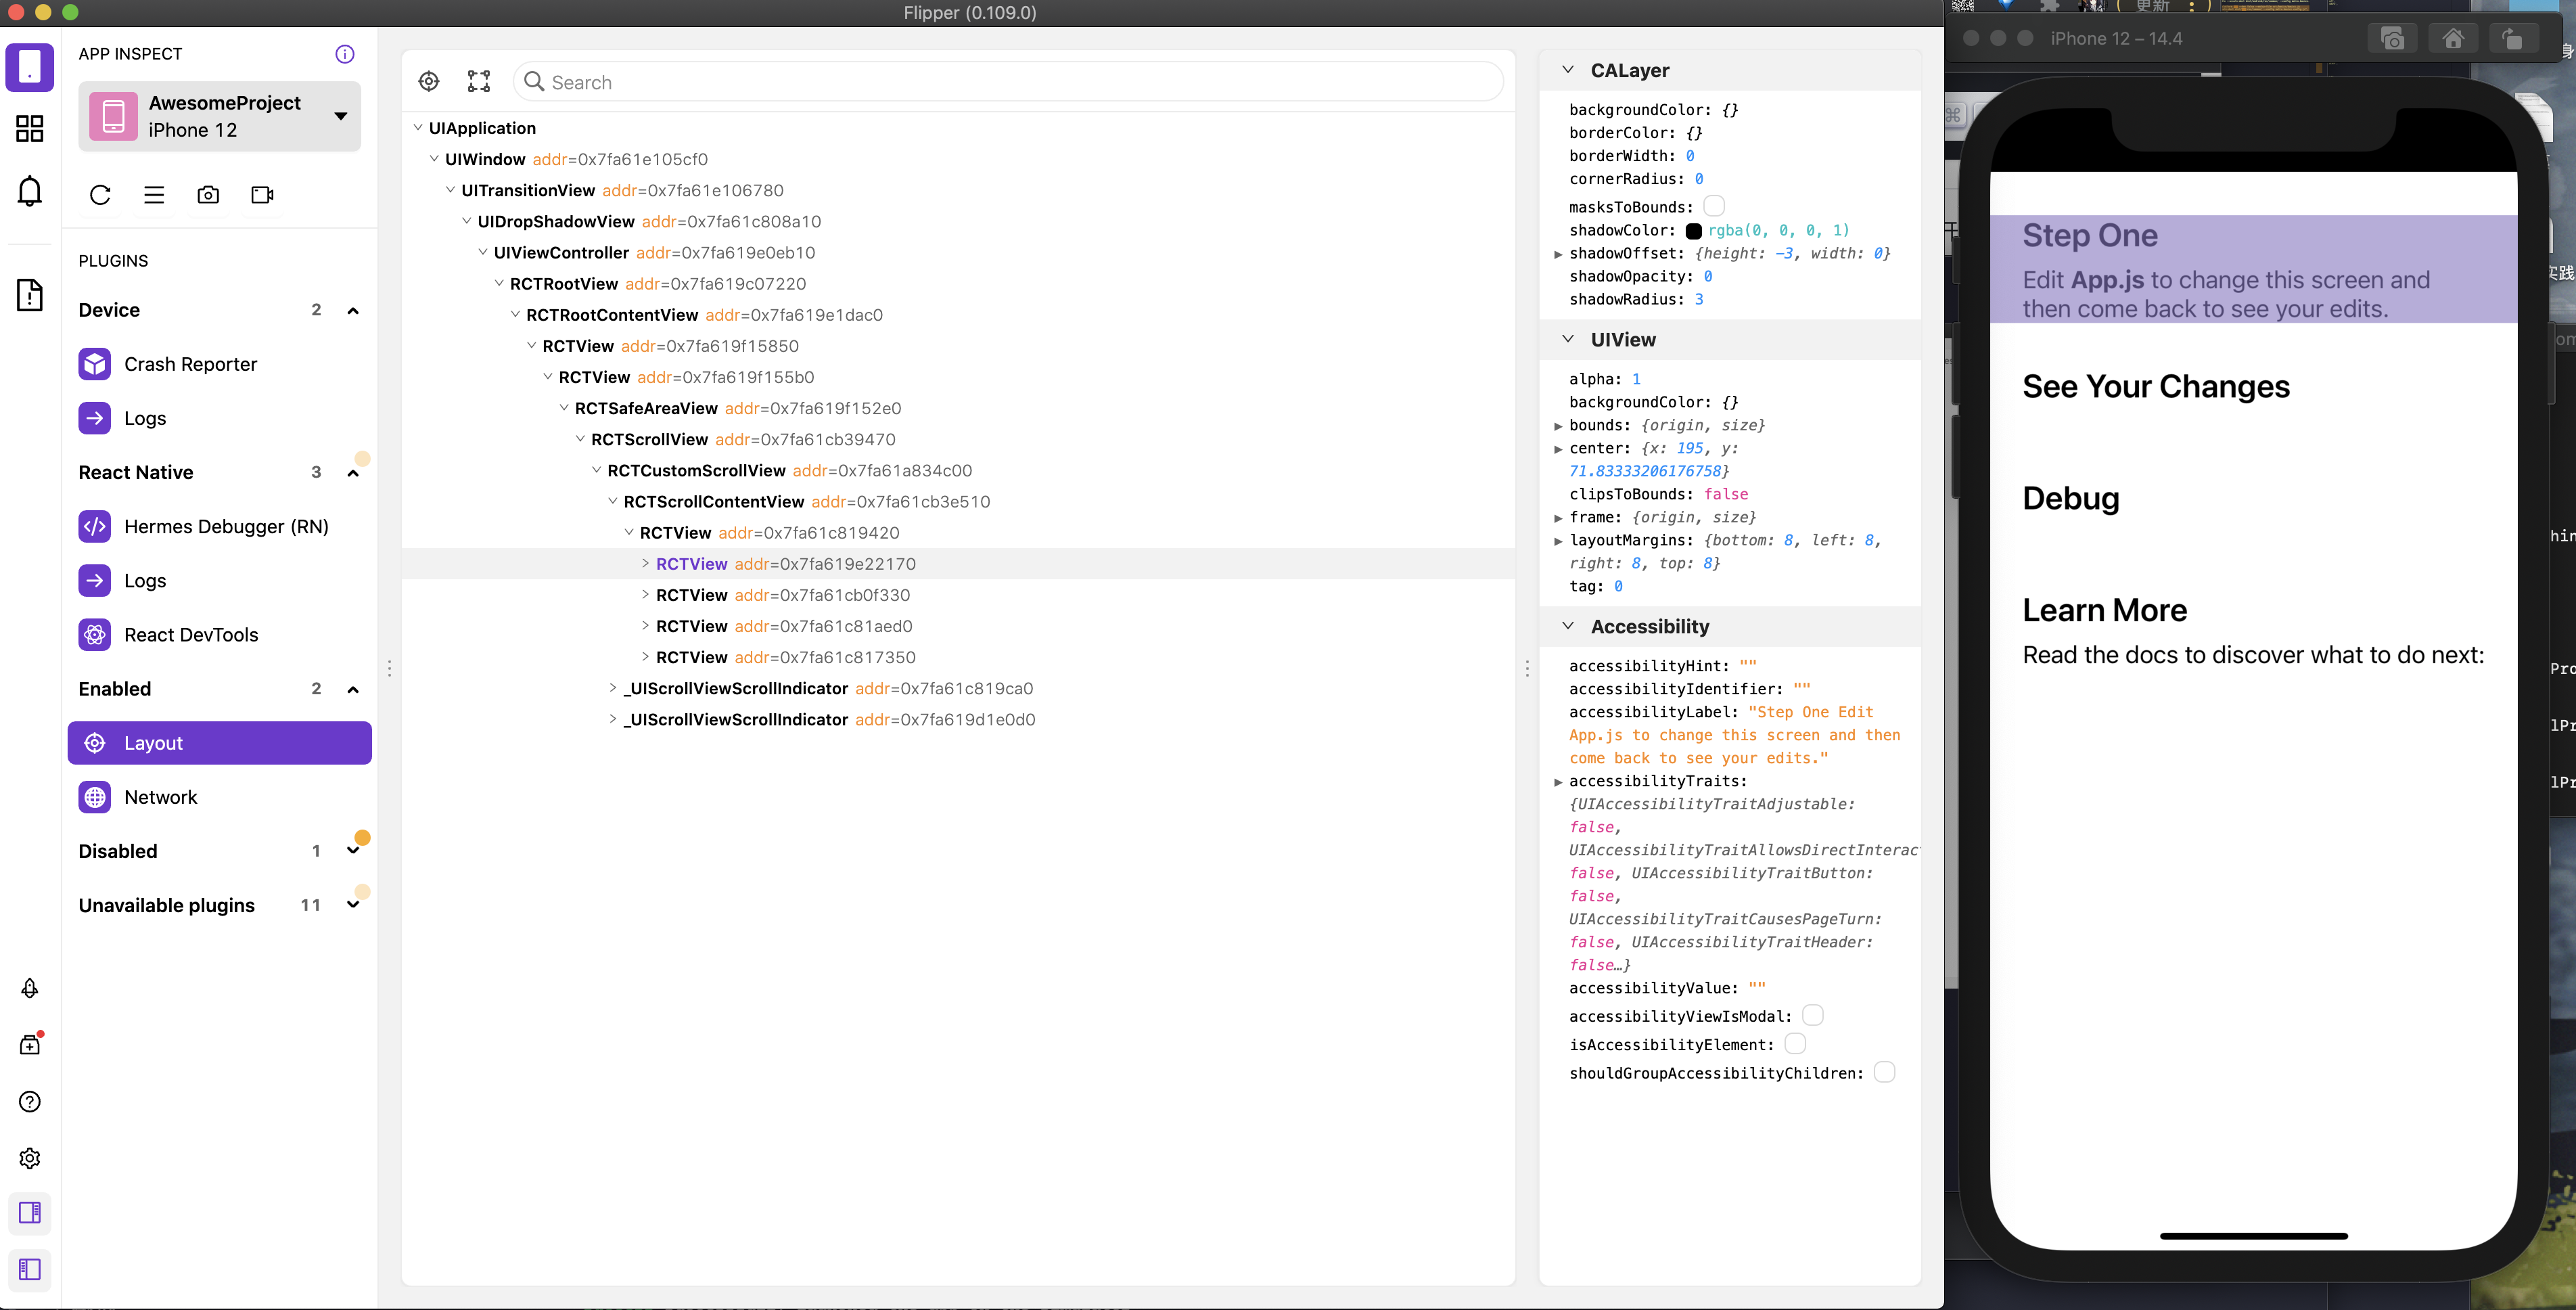 Flipper (0.109.0)
APP INSPECT
AwesomeProject
iPhone 12
PLUGINS
Device 2
Crash Reporter
Logs
React Native 3
Hermes Debugger (RN)
Logs
React DevTools
Enabled 2
Layout
Network
Disabled 1
Unavailable plugins 11
Search
UIApplication
UIWindow addr=0x7fa61e105cf0
UITransitionView addr=0x7fa61e106780
UIDropShadowView addr=0x7fa61c808a10
UIViewController addr=0x7fa619e0eb10
RCTRootView addr=0x7fa619c07220
RCTRootContentView addr=0x7fa619e1dac0
RCTView addr=0x7fa619f15850
RCTView addr=0x7fa619f155b0
RCTSafeAreaView addr=0x7fa619f152e0
RCTScrollView addr=0x7fa61cb39470
RCTCustomScrollView addr=0x7fa61a834c00
RCTScrollContentView addr=0x7fa61cb3e510
RCTView addr=0x7fa61c819420
RCTView addr=0x7fa619e22170
RCTView addr=0x7fa61cb0f330
RCTView addr=0x7fa61c81aed0
RCTView addr=0x7fa61c817350
_UIScrollViewScrollIndicator addr=0x7fa61c819ca0
_UIScrollViewScrollIndicator addr=0x7fa619d1e0d0
CALayer
backgroundColor: {}
borderColor: {}
borderWidth: 0
cornerRadius: 0
masksToBounds:
shadowColor: rgba(0, 0, 0, 1)
shadowOffset: {height: -3, width: 0}
shadowOpacity: 0
shadowRadius: 3
UIView
alpha: 1
backgroundColor: {}
bounds: {origin, size}
center: {x: 195, y:
71.83333206176758}
clipsToBounds: false
frame: {origin, size}
layoutMargins: {bottom: 8, left: 8,
right: 8, top: 8}
tag: 0
Accessibility
accessibilityHint: ""
accessibilityIdentifier: ""
accessibilityLabel: "Step One Edit
App.js to change this screen and then
come back to see your edits."
accessibilityTraits:
{UIAccessibilityTraitAdjustable:
false,
UIAccessibilityTraitAllowsDirectInterac
false, UIAccessibilityTraitButton:
false,
UIAccessibilityTraitCausesPageTurn:
false, UIAccessibilityTraitHeader:
false…}
accessibilityValue: ""
accessibilityViewIsModal:
isAccessibilityElement:
shouldGroupAccessibilityChildren:
更新
iPhone 12 – 14.4
Step One
Edit App.js to change this screen and
then come back to see your edits.
See Your Changes
Debug
Learn More
Read the docs to discover what to do next:
实践